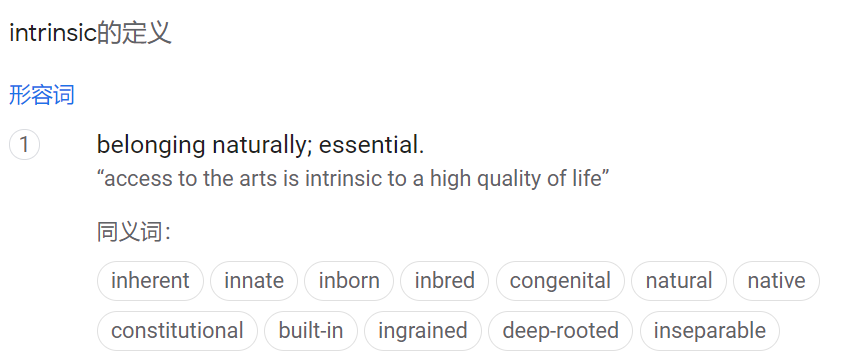 intrinsic的定义
形容词
1 belonging naturally; essential.
“access to the arts is intrinsic to a high quality of life”
同义词：
inherent innate inborn inbred congenital natural native
constitutional built-in ingrained deep-rooted inseparable